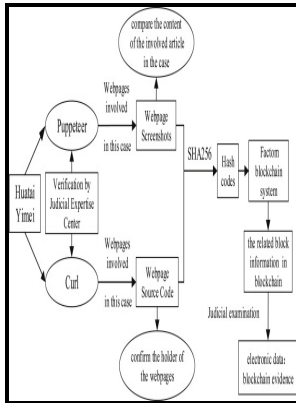 compare the content
of the involved article
in the case
Puppeteer
Webpages
involved
in this case
Webpage
Screenshots
SHA256
Hash
codes
Factom
blockchain
system
Huatai
Yimei
Verification by
Judicial Expertise
Center
the related block
information in
blockchain
Curl
Webpages
involved
in this case
Webpage
Source Code
Judicial examination
confirm the holder of
the webpages
electronic data:
blockchain evidence